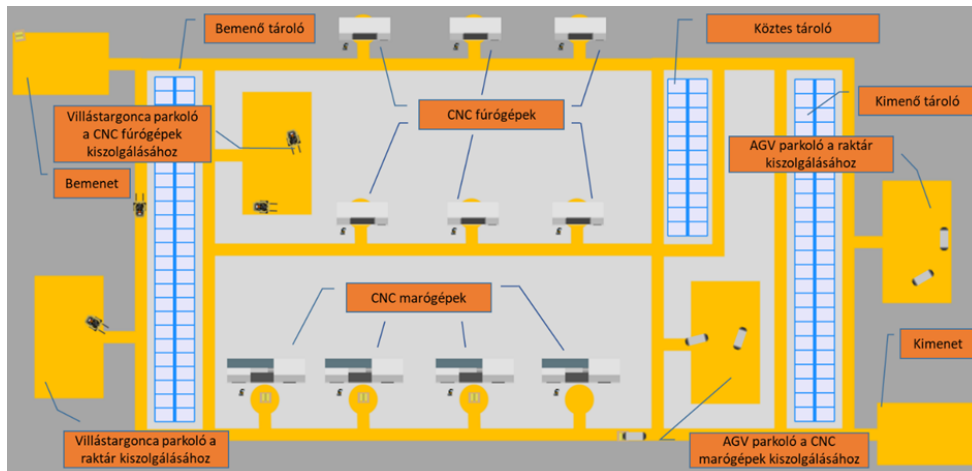 Bemenő tároló
Köztes tároló
Villástargonca parkoló
a CNC fúrógépek
kiszolgálásához
CNC fúrógépek
Kimenő tároló
AGV parkoló a raktár
kiszolgálásához
Bemenet
CNC marógépek
Kimenet
Villástargonca parkoló a
raktár kiszolgálásához
AGV parkoló a CNC
marógépek kiszolgálásához